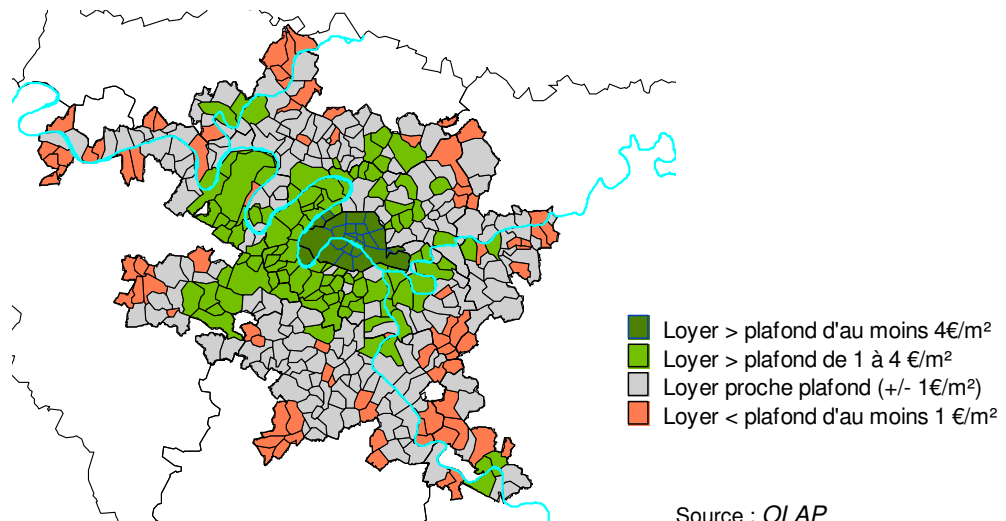 Loyer > plafond d'au moins 4€/m²
Loyer > plafond de 1 à 4 €/m²
Loyer proche plafond (+/- 1€/m²)
Loyer < plafond d'au moins 1 €/m²
Source : OLAP